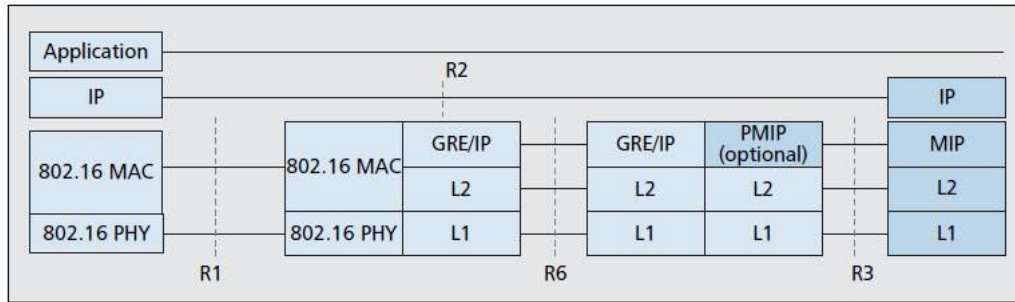 Application
R2
IP
IP
802.16 MAC
802.16 MAC
GRE/IP
GRE/IP
PMIP
(optional)
MIP
L2
L2
L2
L2
802.16 PHY
802.16 PHY
L1
L1
L1
L1
R1
R6
R3